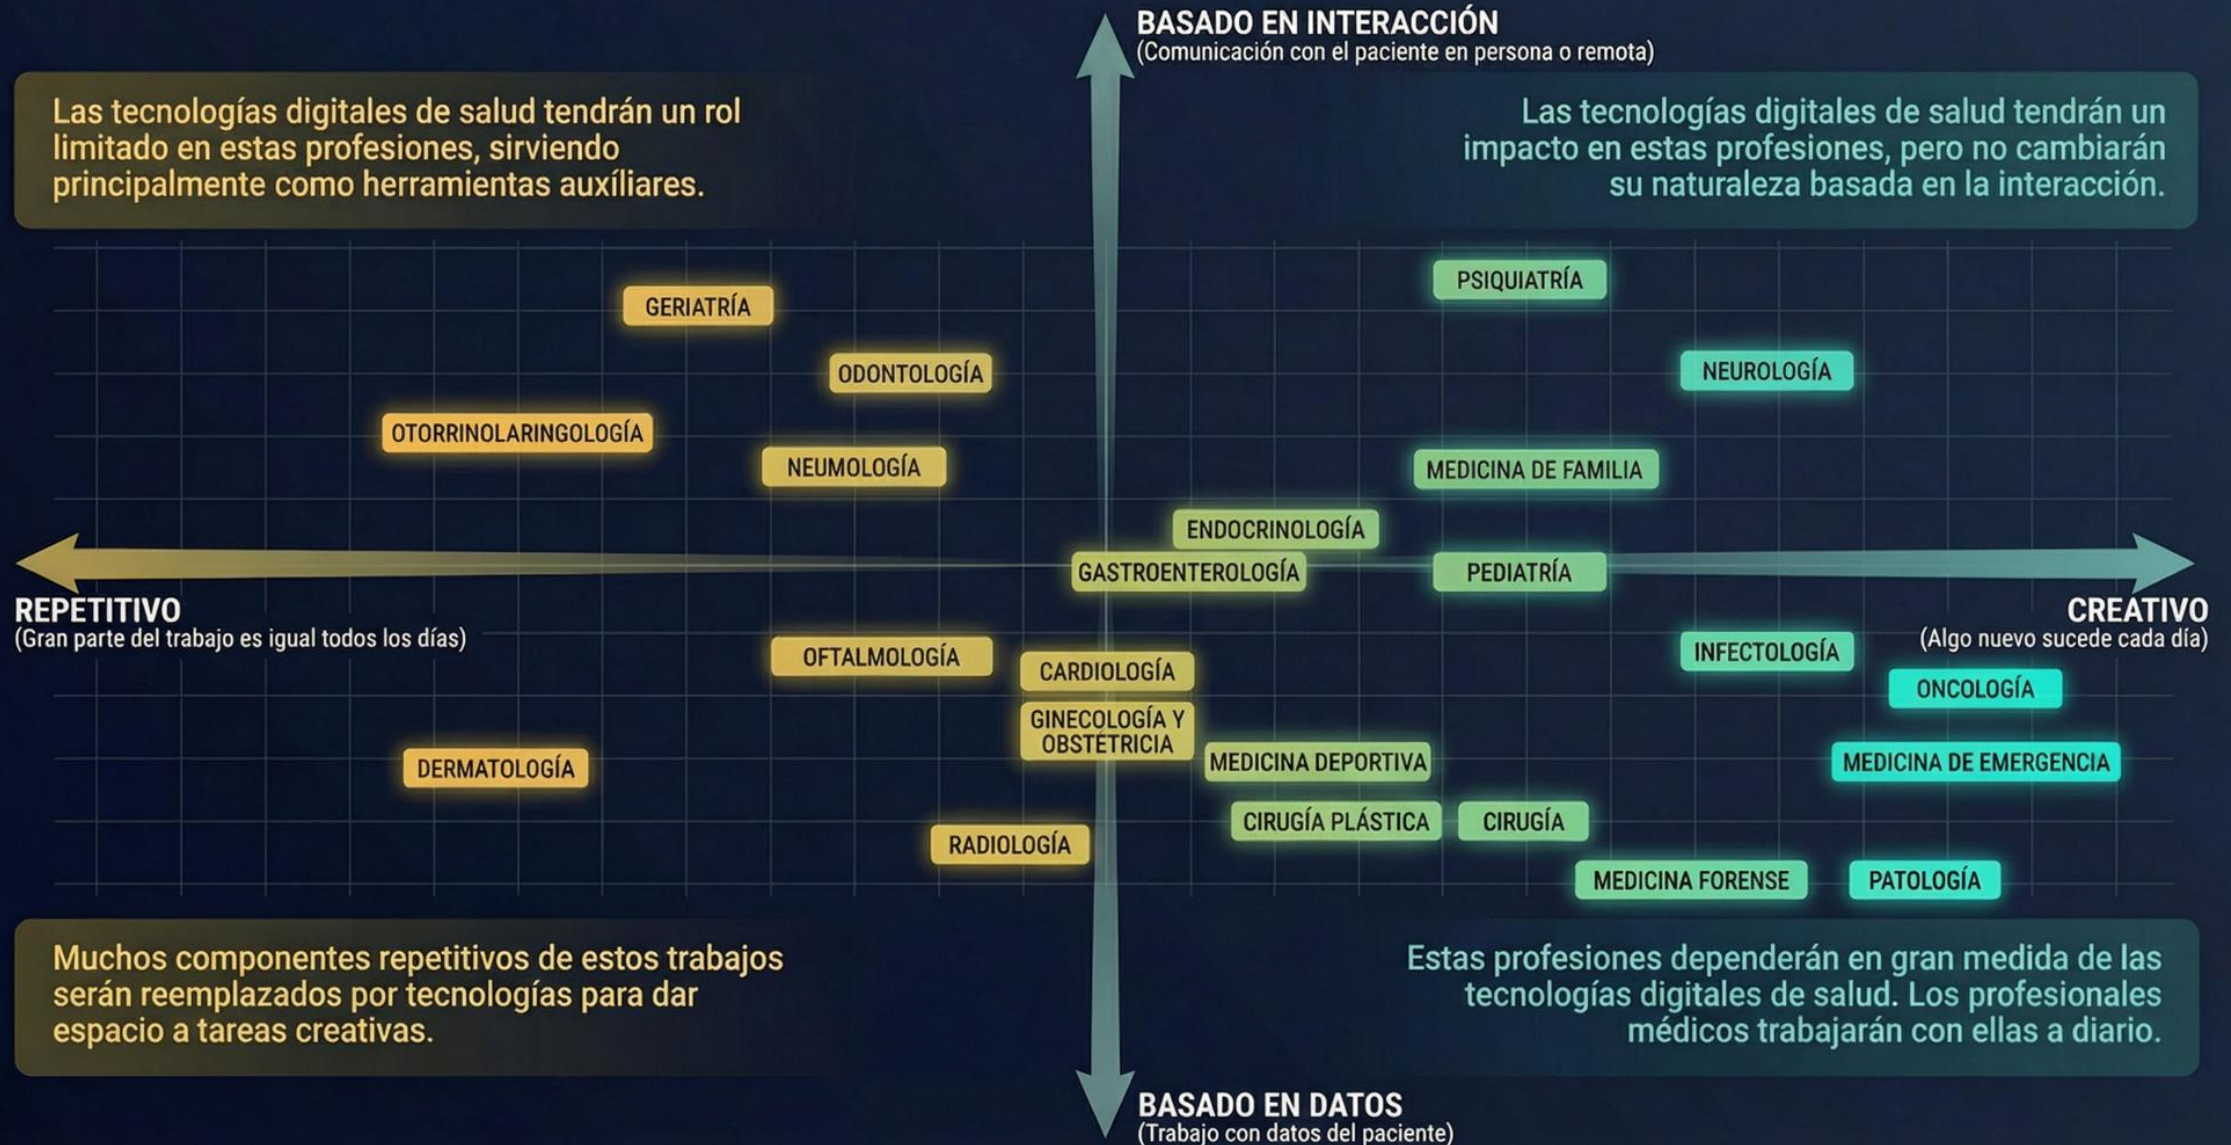 BASADO EN INTERACCIÓN
(Comunicación con el paciente en persona o remota)
Las tecnologías digitales de salud tendrán un rol
limitado en estas profesiones, sirviendo
principalmente como herramientas auxíliares.
Las tecnologías digitales de salud tendrán un
impacto en estas profesiones, pero no cambiarán
su naturaleza basada en la interacción.
PSIQUIATRÍA
GERIATRÍA
ODONTOLOGÍA
NEUROLOGÍA
OTORRINOLARINGOLOGÍA
NEUMOLOGÍA
MEDICINA DE FAMILIA
ENDOCRINOLOGÍA
GASTROENTEROLOGÍA
PEDIATRÍA
REPETITIVO
(Gran parte del trabajo es igual todos los días)
CREATIVO
(Algo nuevo sucede cada día)
OFTALMOLOGÍA
CARDIOLOGÍA
INFECTOLOGÍA
ONCOLOGÍA
GINECOLOGÍA Y
OBSTETRICIA
DERMATOLOGÍA
MEDICINA DEPORTIVA
MEDICINA DE EMERGENCIA
CIRUGÍA PLÁSTICA
CIRUGÍA
RADIOLOGÍA
MEDICINA FORENSE
PATOLOGÍA
Muchos componentes repetitivos de estos trabajos
serán reemplazados por tecnologías para dar
espacio a tareas creativas.
Estas profesiones dependerán en gran medida de las
tecnologías digitales de salud. Los profesionales
médicos trabajarán con ellas a diario.
BASADO EN DATOS
(Trabajo con datos del paciente)